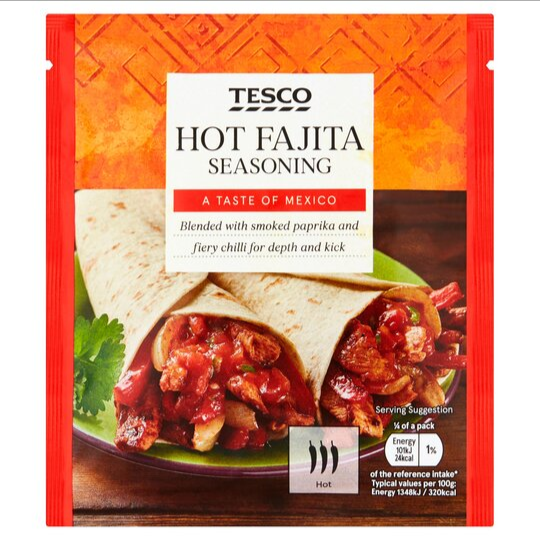 TESCO
HOT FAJITA
SEASONING
A TASTE OF MEXICO
Blended with smoked paprika and
fiery chilli for depth and kick
Serving Suggestion
¼ of a pack
Energy
101kJ
24kcal
1%
of the reference intake*
Typical values per 100g:
Energy 1348kJ / 320kcal
Hot